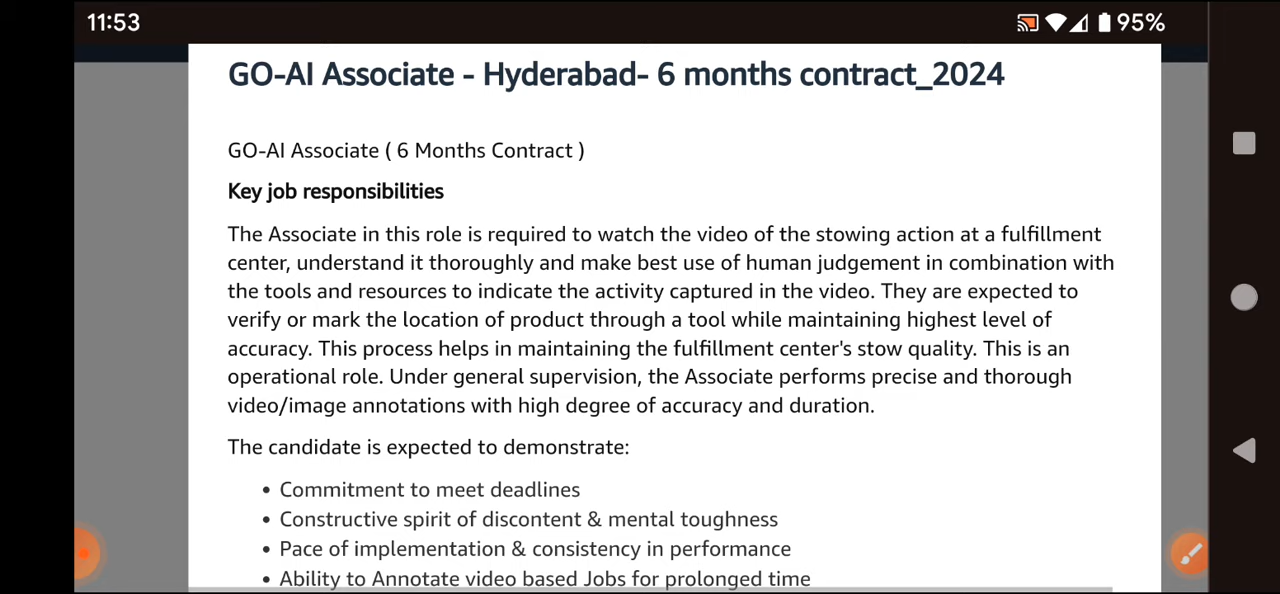 11:53
95%
GO-AI Associate - Hyderabad- 6 months contract_2024
GO-AI Associate ( 6 Months Contract )
Key job responsibilities
The Associate in this role is required to watch the video of the stowing action at a fulfillment
center, understand it thoroughly and make best use of human judgement in combination with
the tools and resources to indicate the activity captured in the video. They are expected to
verify or mark the location of product through a tool while maintaining highest level of
accuracy. This process helps in maintaining the fulfillment center's stow quality. This is an
operational role. Under general supervision, the Associate performs precise and thorough
video/image annotations with high degree of accuracy and duration.
The candidate is expected to demonstrate:
• Commitment to meet deadlines
• Constructive spirit of discontent & mental toughness
• Pace of implementation & consistency in performance
• Ability to Annotate video based Jobs for prolonged time